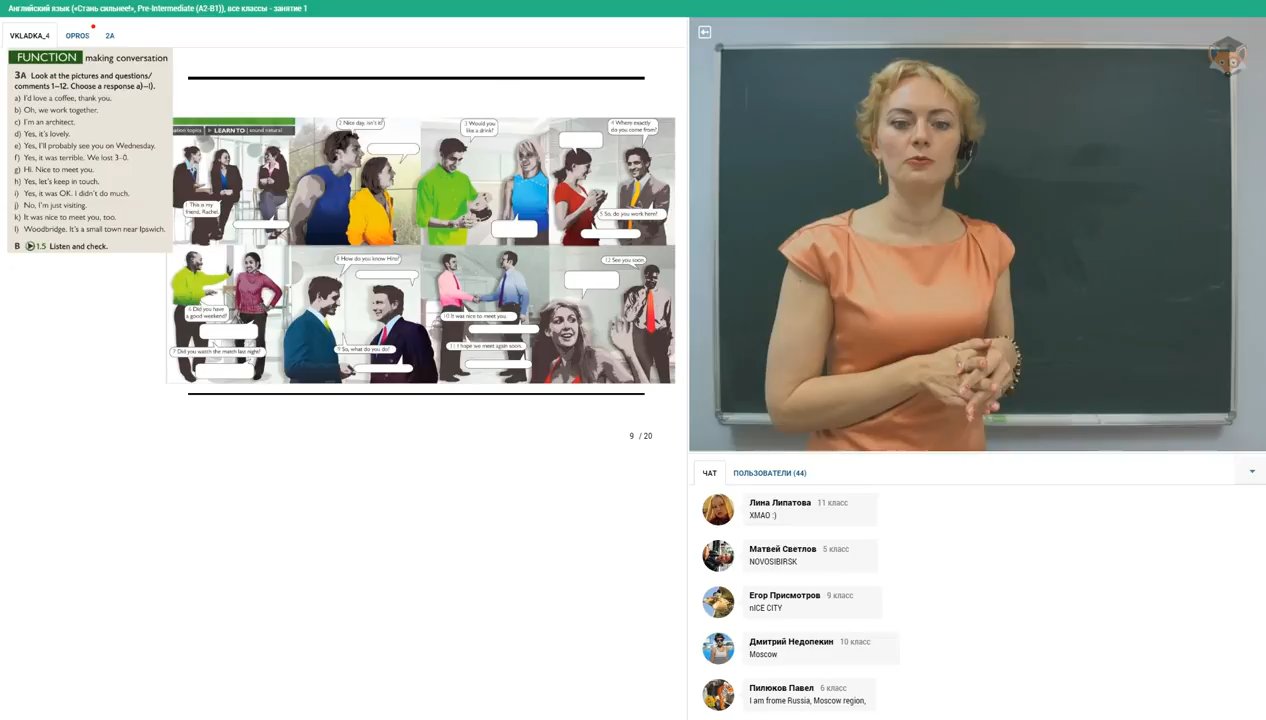 Английский язык («Стань сильнее!», Pre-Intermediate (A2-B1)), все классы - занятие 1
VKLADKA_4
OPROS
2A
FUNCTION making conversation
3A Look at the pictures and questions/
comments 1–12. Choose a response a)–l).
a) I'd love a coffee, thank you.
b) Oh, we work together.
c) I'm an architect.
d) Yes, it's lovely.
e) Yes, I'll probably see you on Wednesday.
f) Yes, it was terrible. We lost 3–0.
g) Hi. Nice to meet you.
h) Yes, let's keep in touch.
i) Yes, it was OK. I didn't do much.
j) No, I'm just visiting.
k) It was nice to meet you, too.
l) Woodbridge. It's a small town near Ipswich.
B 1.5 Listen and check.
topics LEARN TO sound natural
1 This is my
friend, Rachel.
2 Nice day, isn't it?
3 Would you
like a drink?
4 Where exactly
do you come from?
5 So, do you work here?
6 Did you have
a good weekend?
7 Did you watch the match last night?
8 How do you know Hiro?
9 So, what do you do?
10 It was nice to meet you.
11 I hope we meet again soon.
12 See you soon.
9 / 20
ЧАТ
ПОЛЬЗОВАТЕЛИ (44)
Лина Липатова 11 класс
ХМАО :)
Матвей Светлов 5 класс
NOVOSIBIRSK
Егор Присмотров 9 класс
nICE CITY
Дмитрий Недопекин 10 класс
Moscow
Пилюков Павел 6 класс
I am frome Russia, Moscow region,